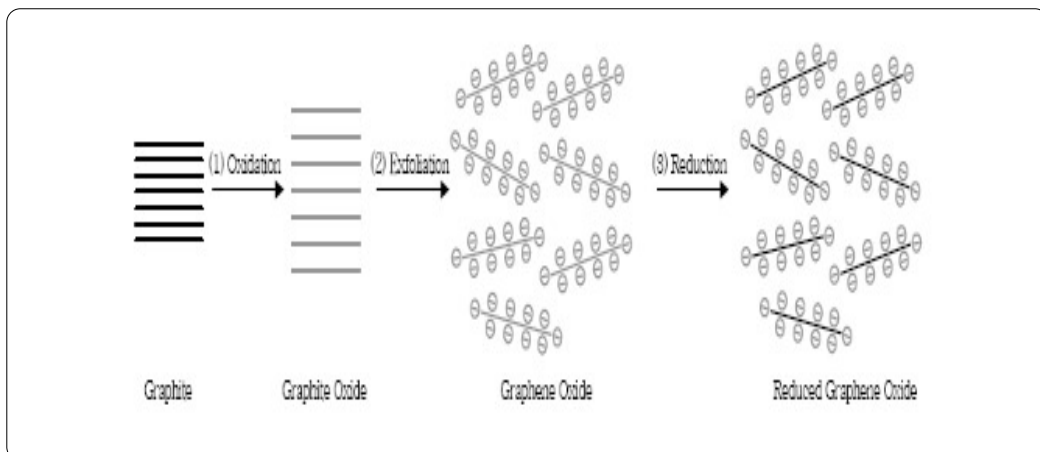 (1) Oxidation
(2) Exfoliation
(3) Reduction
Graphite
Graphite Oxide
Graphene Oxide
Reduced Graphene Oxide